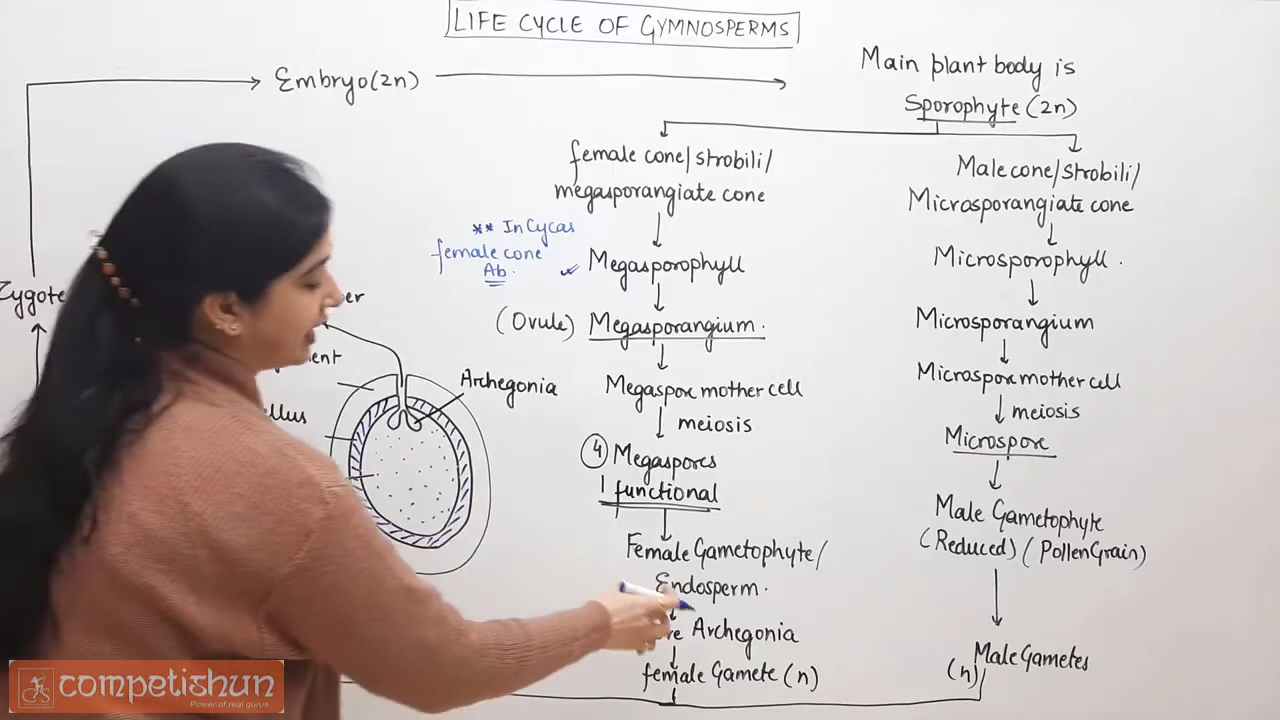 LIFE CYCLE OF GYMNOSPERMS
Embryo(2n)
Main plant body is
Sporophyte (2n)
female cone/strobili/
megasporangiate cone
** In Cycas
female cone
Ab.
Megasporophyll
(Ovule) Megasporangium.
Megaspore mother cell
meiosis
4 Megaspores
1 functional
Female Gametophyte/
Endosperm.
Archegonia
female Gamete (n)
Male cone/strobili/
Microsporangiate cone
Microsporophyll.
Microsporangium
Microspore mother cell
meiosis
Microspore
Male Gametophyte
(Reduced) (Pollen Grain)
Male Gametes
(n)
Zygote
Archegonia
competishun
Power of real gurus